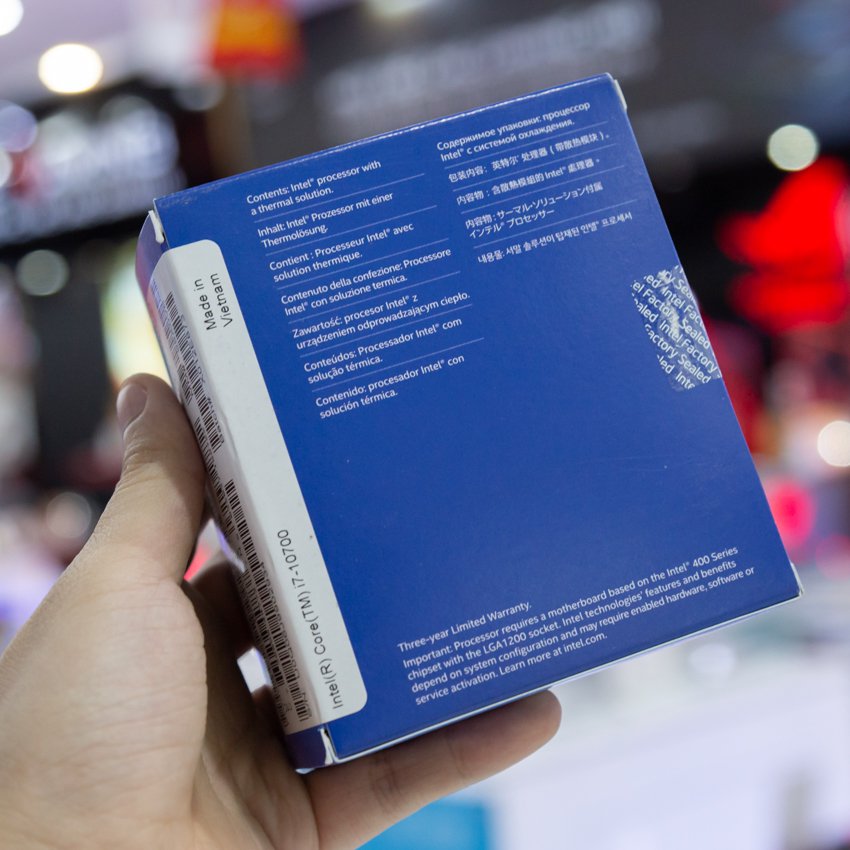 Contents: Intel® processor with
a thermal solution.
Inhalt: Intel® Prozessor mit einer
Thermolösung.
Contient : Processeur Intel® avec
solution thermique.
Contenuto della confezione: Processore
Intel® con soluzione termica.
Zawartość: procesor Intel® z
urządzeniem odprowadzającym ciepło.
Conteúdos: Processador Intel® com
solução térmica.
Contenido: procesador Intel® con
solución térmica.
Содержимое упаковки: процессор
Intel® с системой охлаждения.
包装内容: 英特尔® 处理器 (带散热模块)。
內容物:含散熱模組的 Intel® 處理器。
内容物:サーマル・ソリューション付属
インテル® プロセッサー
내용물: 서멀 솔루션이 탑재된 인텔® 프로세서
Made in
Vietnam
Intel(R) Core(TM) i7-10700
Intel Factory Sealed
Three-year Limited Warranty.
Important: Processor requires a motherboard based on the Intel® 400 Series
chipset with the LGA1200 socket. Intel technologies' features and benefits
depend on system configuration and may require enabled hardware, software or
service activation. Learn more at intel.com.